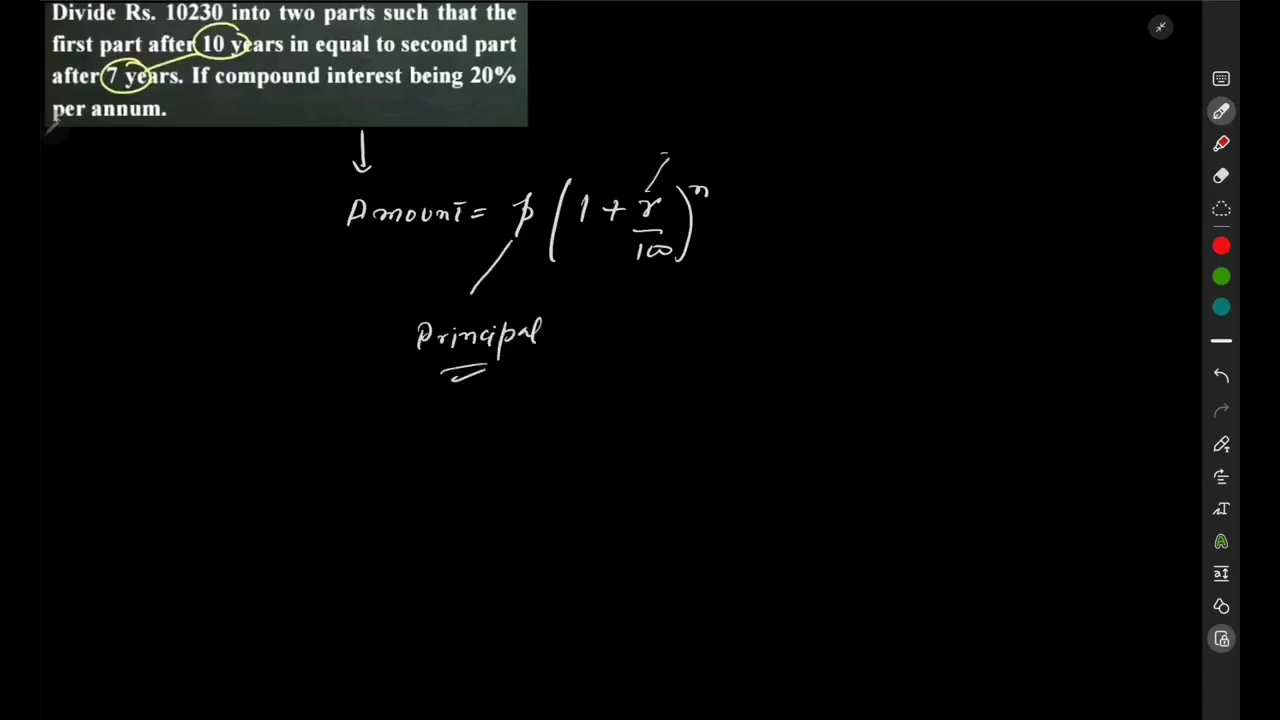 Divide Rs. 10230 into two parts such that the
first part after 10 years in equal to second part
after 7 years. If compound interest being 20%
per annum.
Amount = p (1 + r/100)^n
Principal